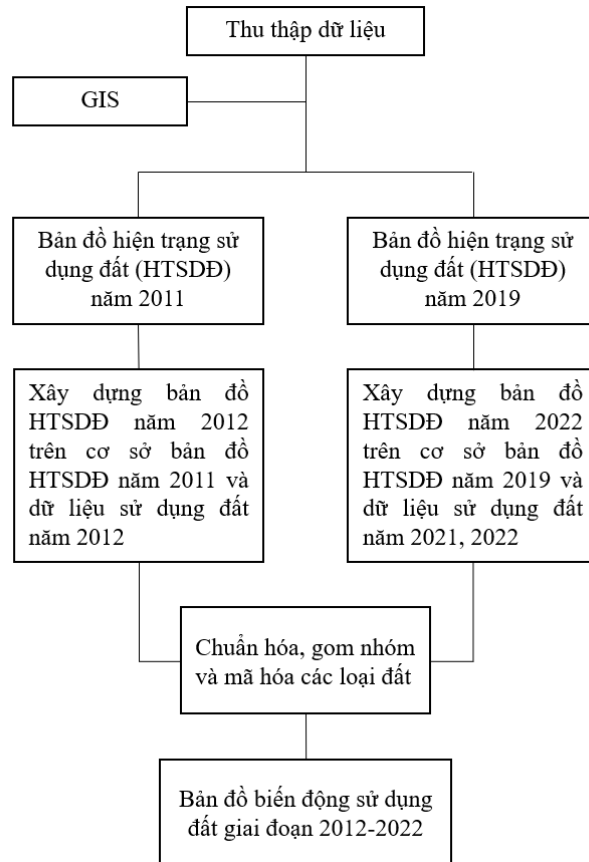 Thu thập dữ liệu
GIS
Bản đồ hiện trạng sử
dụng đất (HTSDĐ)
năm 2011
Bản đồ hiện trạng sử
dụng đất (HTSDĐ)
năm 2019
Xây dựng bản đồ
HTSDĐ năm 2012
trên cơ sở bản đồ
HTSDĐ năm 2011 và
dữ liệu sử dụng đất
năm 2012
Xây dựng bản đồ
HTSDĐ năm 2022
trên cơ sở bản đồ
HTSDĐ năm 2019 và
dữ liệu sử dụng đất
năm 2021, 2022
Chuẩn hóa, gom nhóm
và mã hóa các loại đất
Bản đồ biến động sử dụng
đất giai đoạn 2012-2022